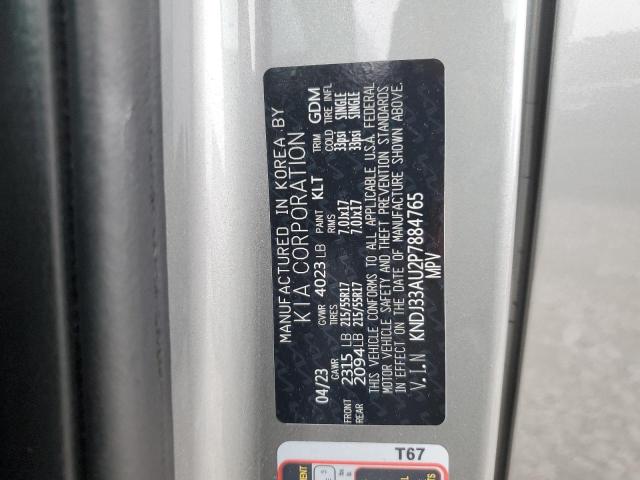 MANUFACTURED IN KOREA BY
KIA CORPORATION
04/23 GVWR 4023 LB PAINT KLT TRIM GDM
GAWR TIRES RIMS COLD TIRE INFL
FRONT 2315 LB 215/55R17 7.0Jx17 33psi SINGLE
REAR 2094 LB 215/55R17 7.0Jx17 33psi SINGLE
THIS VEHICLE CONFORMS TO ALL APPLICABLE U.S.A. FEDERAL
MOTOR VEHICLE SAFETY AND THEFT PREVENTION STANDARDS
IN EFFECT ON THE DATE OF MANUFACTURE SHOWN ABOVE.
V.I.N KNDJ33AU2P7884765
MPV
T67